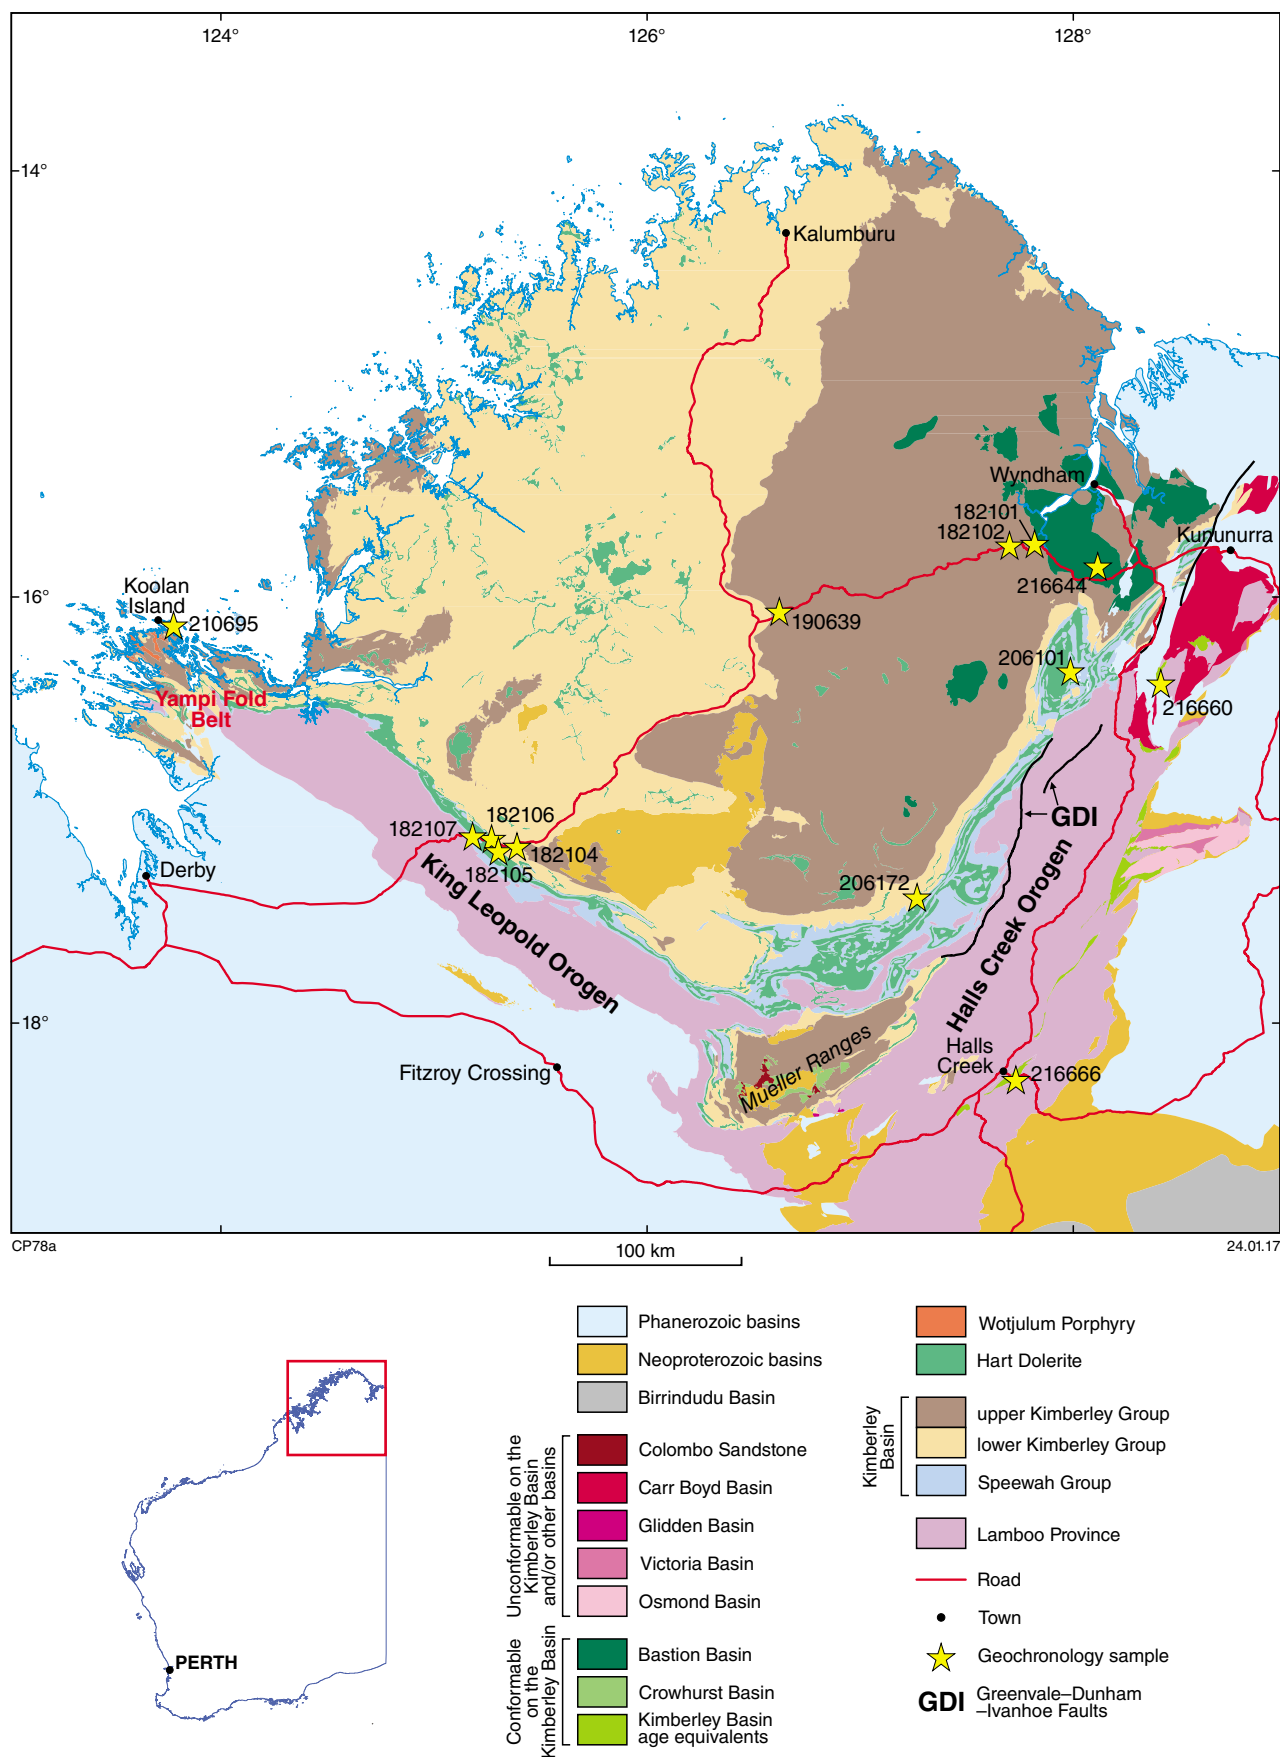 124°
126°
128°
14°
Kalumburu
Wyndham
182101
182102
Kununurra
216644
16°
Koolan
Island
210695
190639
206101
216660
Yampi Fold
Belt
GDI
182106
182107
182104
182105
Derby
206172
King Leopold Orogen
Halls Creek Orogen
18°
Mueller Ranges
Halls
Creek
216666
Fitzroy Crossing
CP78a
24.01.17
100 km
Phanerozoic basins
Neoproterozoic basins
Birrindudu Basin
Unconformable on the
Kimberley Basin
and/or other basins
Colombo Sandstone
Carr Boyd Basin
Glidden Basin
Victoria Basin
Osmond Basin
Conformable
on the
Kimberley Basin
Bastion Basin
Crowhurst Basin
Kimberley Basin
age equivalents
Wotjulum Porphyry
Hart Dolerite
Kimberley
Basin
upper Kimberley Group
lower Kimberley Group
Speewah Group
Lamboo Province
Road
Town
Geochronology sample
GDI
Greenvale–Dunham
–Ivanhoe Faults
PERTH